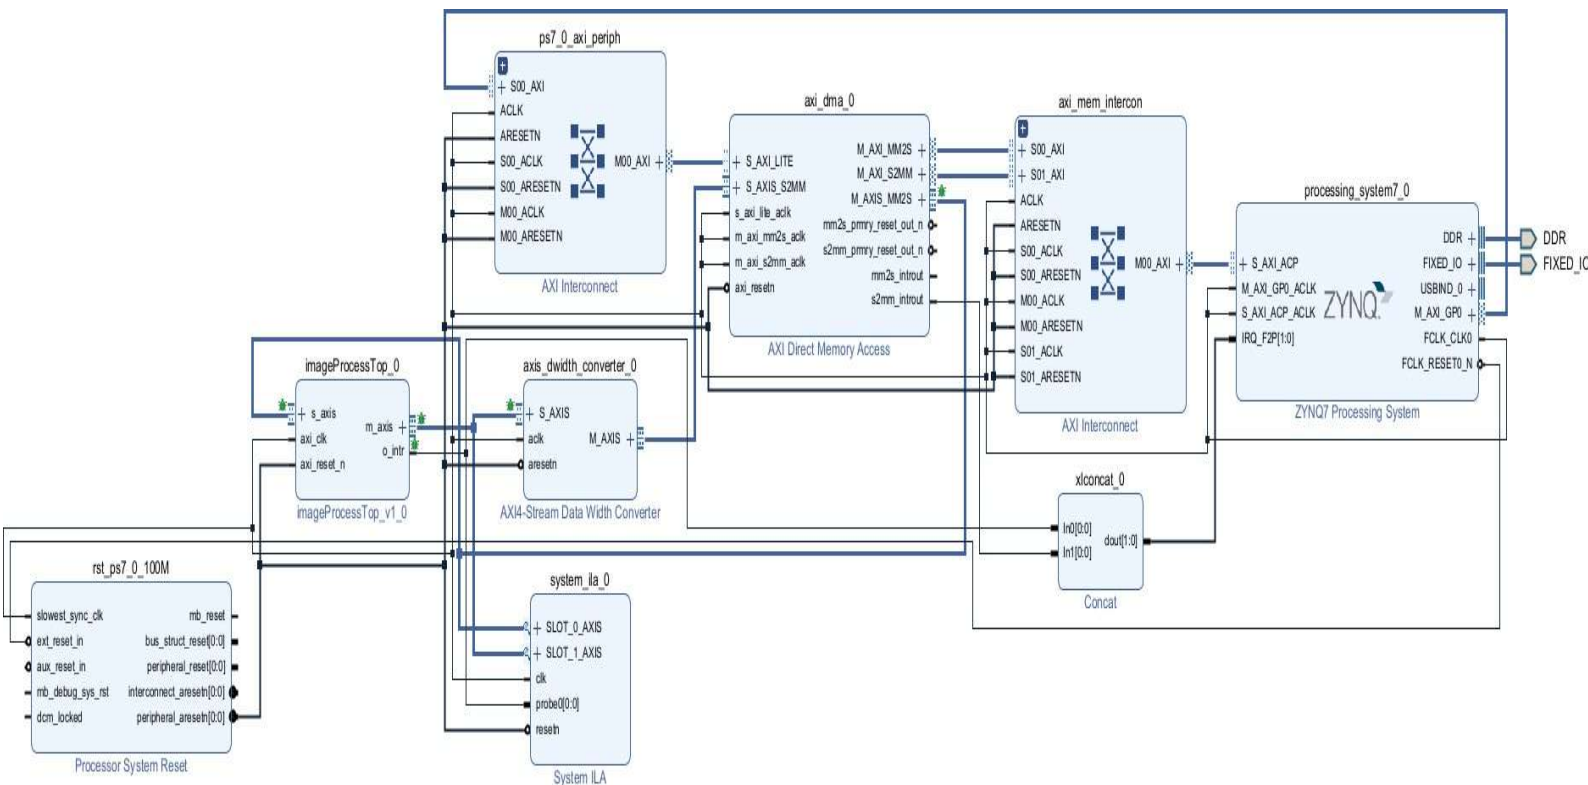 ps7_0_axi_periph
S00_AXI
ACLK
ARESETN
S00_ACLK
S00_ARESETN
M00_ACLK
M00_ARESETN
M00_AXI
AXI Interconnect
axi_dma_0
S_AXI_LITE
S_AXIS_S2MM
s_axi_lite_aclk
m_axi_mm2s_aclk
m_axi_s2mm_aclk
axi_resetn
M_AXI_MM2S
M_AXI_S2MM
M_AXIS_MM2S
mm2s_prmry_reset_out_n
s2mm_prmry_reset_out_n
mm2s_introut
s2mm_introut
AXI Direct Memory Access
axi_mem_intercon
S00_AXI
S01_AXI
ACLK
ARESETN
S00_ACLK
S00_ARESETN
M00_ACLK
M00_ARESETN
S01_ACLK
S01_ARESETN
M00_AXI
AXI Interconnect
processing_system7_0
S_AXI_ACP
M_AXI_GP0_ACLK
S_AXI_ACP_ACLK
IRQ_F2P[1:0]
ZYNQ
DDR
FIXED_IO
USBIND_0
M_AXI_GP0
FCLK_CLK0
FCLK_RESET0_N
ZYNQ7 Processing System
DDR
FIXED_IO
imageProcessTop_0
s_axis
axi_clk
axi_reset_n
m_axis
o_intr
imageProcessTop_v1_0
axis_dwidth_converter_0
S_AXIS
aclk
aresetn
M_AXIS
AXI4-Stream Data Width Converter
xlconcat_0
In0[0:0]
In1[0:0]
dout[1:0]
Concat
rst_ps7_0_100M
slowest_sync_clk
ext_reset_in
aux_reset_in
mb_debug_sys_rst
dcm_locked
mb_reset
bus_struct_reset[0:0]
peripheral_reset[0:0]
interconnect_aresetn[0:0]
peripheral_aresetn[0:0]
Processor System Reset
system_ila_0
SLOT_0_AXIS
SLOT_1_AXIS
clk
probe0[0:0]
resetn
System ILA